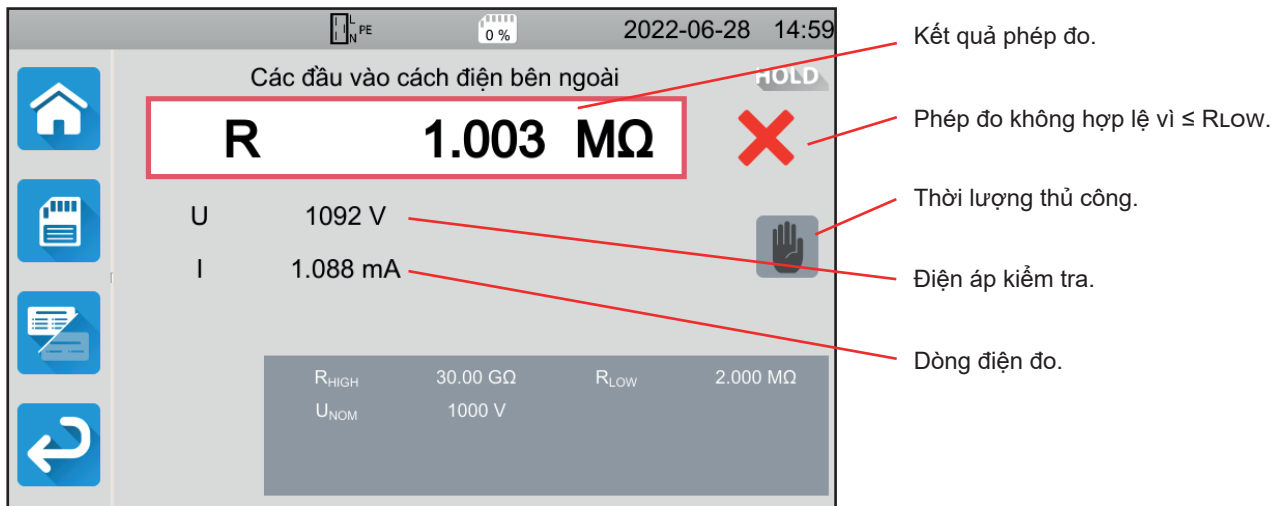 L
N PE
0 %
2022-06-28 14:59
Các đầu vào cách điện bên ngoài
HOLD
R 1.003 MΩ
U 1092 V
I 1.088 mA
RHIGH 30.00 GΩ RLOW 2.000 MΩ
UNOM 1000 V
Kết quả phép đo.
Phép đo không hợp lệ vì ≤ RLOW.
Thời lượng thủ công.
Điện áp kiểm tra.
Dòng điện đo.